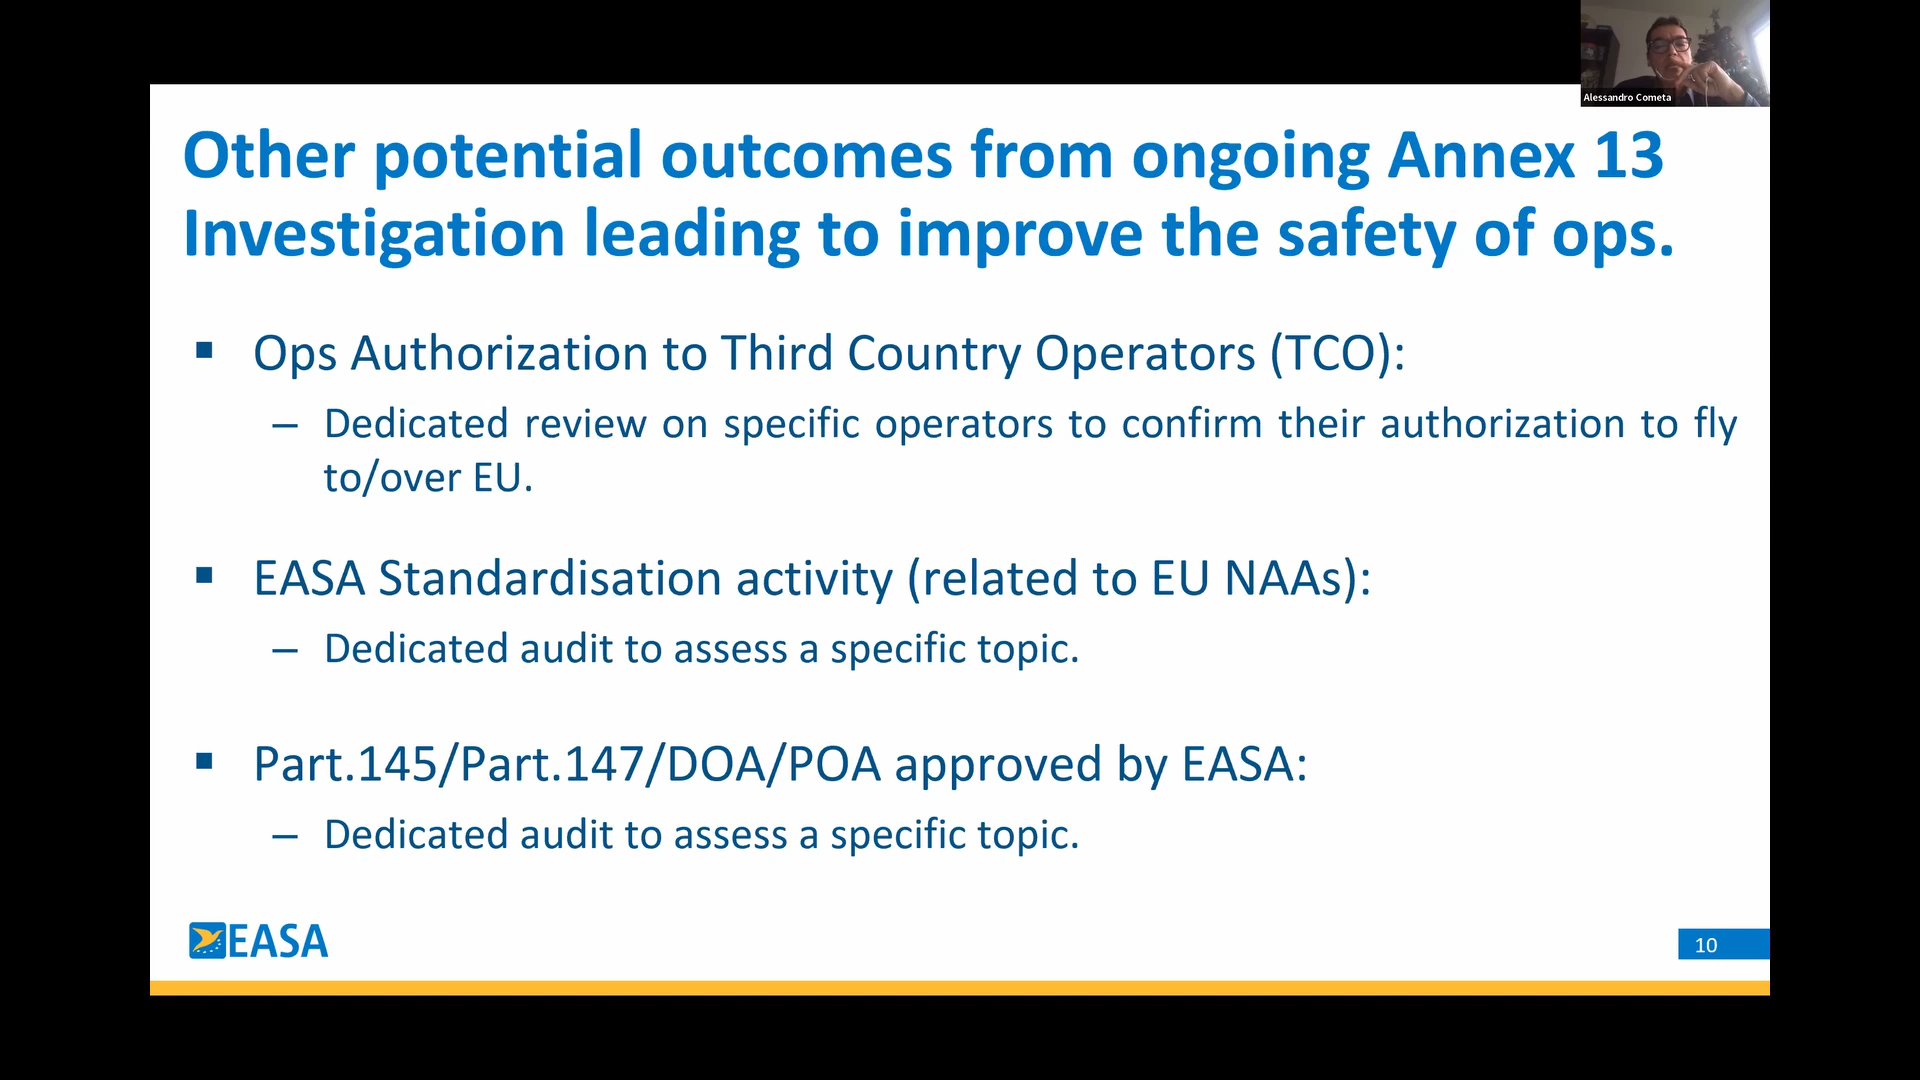 Alessandro Cometa
Other potential outcomes from ongoing Annex 13
Investigation leading to improve the safety of ops.
▪ Ops Authorization to Third Country Operators (TCO):
– Dedicated review on specific operators to confirm their authorization to fly
to/over EU.
▪ EASA Standardisation activity (related to EU NAAs):
– Dedicated audit to assess a specific topic.
▪ Part.145/Part.147/DOA/POA approved by EASA:
– Dedicated audit to assess a specific topic.
EASA
10